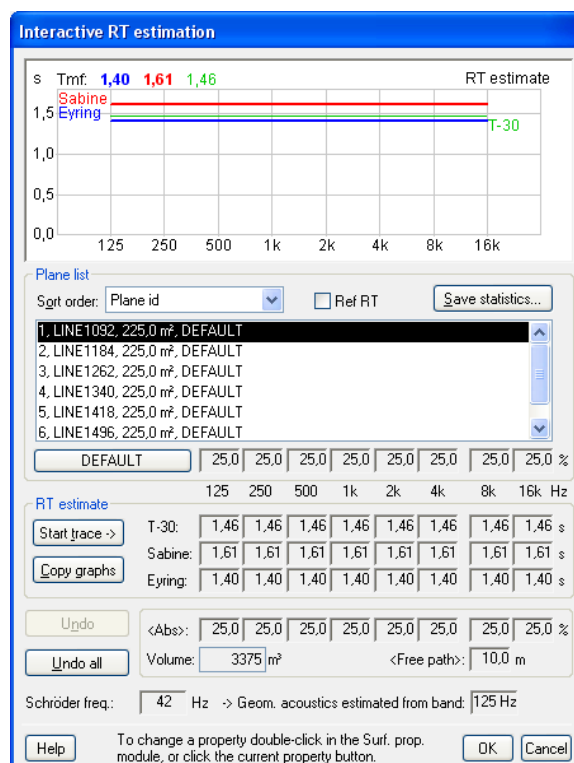 Interactive RT estimation
s Tmf: 1,40 1,61 1,46 RT estimate
Sabine
1,5 Eyring
T-30
1,0
0,5
0,0
125 250 500 1k 2k 4k 8k 16k
Plane list
Sort order: Plane id Ref RT Save statistics...
1, LINE1092, 225,0 m², DEFAULT
2, LINE1184, 225,0 m², DEFAULT
3, LINE1262, 225,0 m², DEFAULT
4, LINE1340, 225,0 m², DEFAULT
5, LINE1418, 225,0 m², DEFAULT
6, LINE1496, 225,0 m², DEFAULT
DEFAULT 25,0 25,0 25,0 25,0 25,0 25,0 25,0 25,0 %
125 250 500 1k 2k 4k 8k 16k Hz
RT estimate
Start trace -> T-30: 1,46 1,46 1,46 1,46 1,46 1,46 1,46 1,46 s
Sabine: 1,61 1,61 1,61 1,61 1,61 1,61 1,61 1,61 s
Copy graphs Eyring: 1,40 1,40 1,40 1,40 1,40 1,40 1,40 1,40 s
Undo <Abs>: 25,0 25,0 25,0 25,0 25,0 25,0 25,0 25,0 %
Undo all Volume: 3375 m³ <Free path>: 10,0 m
Schröder freq.: 42 Hz -> Geom. acoustics estimated from band: 125 Hz
Help To change a property double-click in the Surf. prop.
module, or click the current property button. OK Cancel